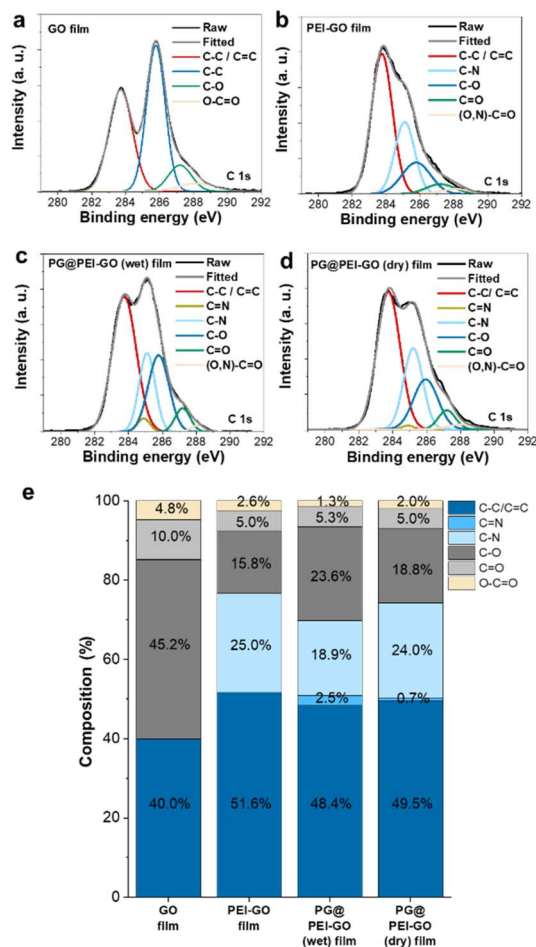 a
GO film
Raw
Fitted
C-C / C=C
C-C
C-O
O-C=O
Intensity (a. u.)
C 1s
280 282 284 286 288 290 292
Binding energy (eV)
b
PEI-GO film
Raw
Fitted
C-C / C=C
C-N
C-O
C=O
(O,N)-C=O
Intensity (a. u.)
C 1s
280 282 284 286 288 290 292
Binding energy (eV)
c
PG@PEI-GO (wet) film
Raw
Fitted
C-C / C=C
C=N
C-N
C-O
C=O
(O,N)-C=O
Intensity (a. u.)
C 1s
280 282 284 286 288 290 292
Binding energy (eV)
d
PG@PEI-GO (dry) film
Raw
Fitted
C-C/ C=C
C=N
C-N
C-O
C=O
(O,N)-C=O
Intensity (a. u.)
C 1s
280 282 284 286 288 290 292
Binding energy (eV)
e
100
80
60
40
20
0
Composition (%)
4.8% 2.6% 1.3% 2.0%
10.0% 5.0% 5.3% 5.0%
45.2% 15.8% 23.6% 18.8%
25.0% 18.9% 24.0%
2.5% 0.7%
40.0% 51.6% 48.4% 49.5%
C-C/C=C
C=N
C-N
C-O
C=O
O-C=O
GO
film
PEI-GO
film
PG@
PEI-GO
(wet) film
PG@
PEI-GO
(dry) film